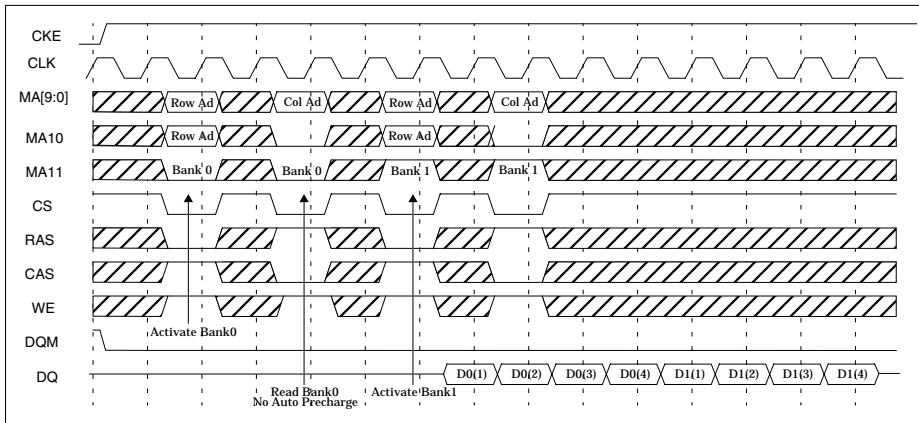 CKE
CLK
MA[9:0] Row Ad Col Ad Row Ad Col Ad
MA10 Row Ad Row Ad
MA11 Bank 0 Bank 0 Bank 1 Bank 1
CS
RAS
CAS
WE
Activate Bank0
DQM
DQ D0(1) D0(2) D0(3) D0(4) D1(1) D1(2) D1(3) D1(4)
Read Bank0 Activate Bank1
No Auto Precharge